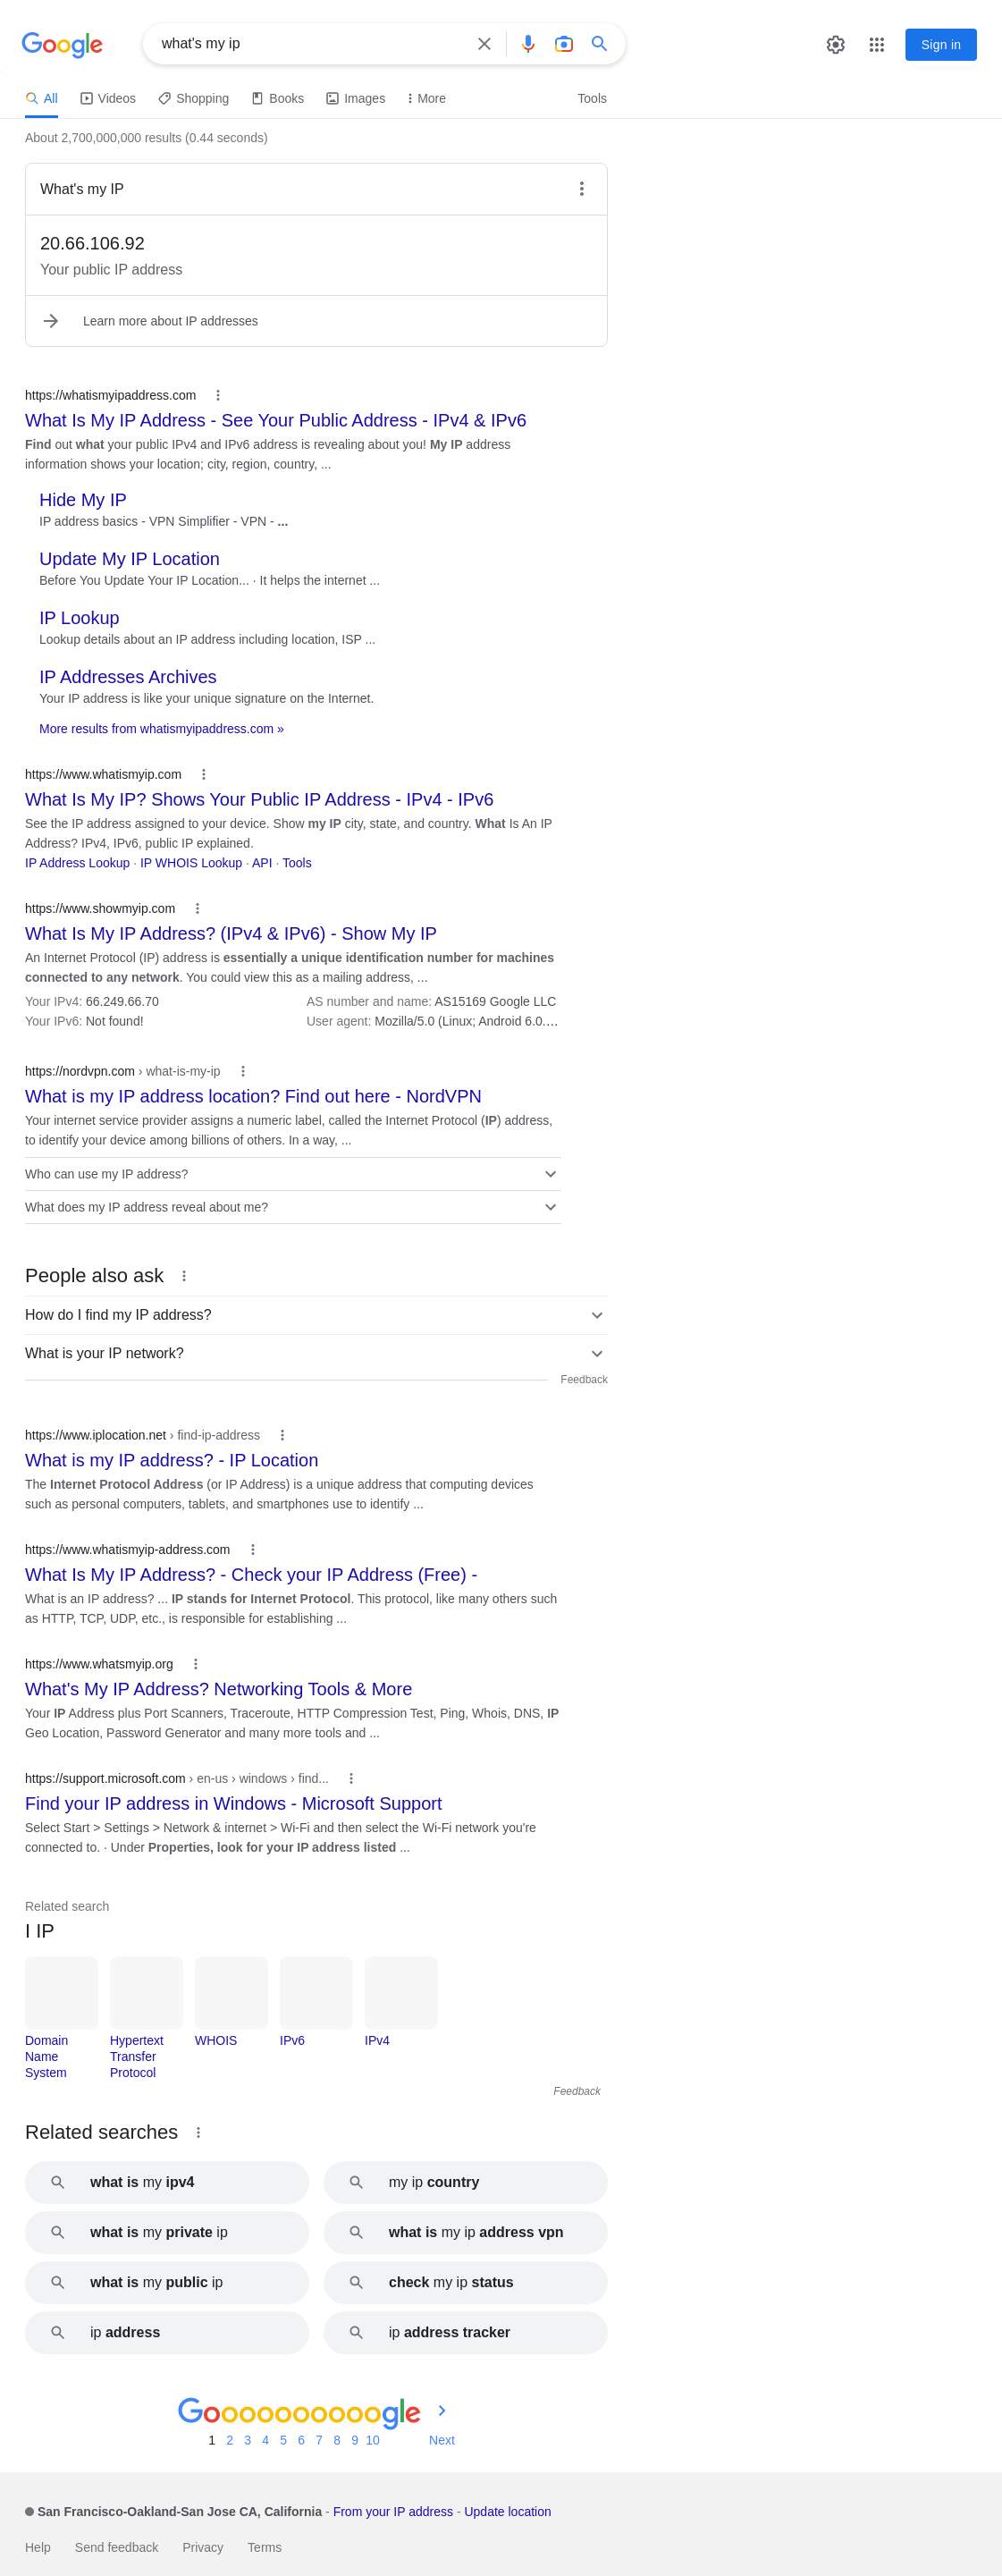 Google
what's my ip
Sign in
All Videos Shopping Books Images More Tools
About 2,700,000,000 results (0.44 seconds)
What's my IP
20.66.106.92
Your public IP address
Learn more about IP addresses
https://whatismyipaddress.com
What Is My IP Address - See Your Public Address - IPv4 & IPv6
Find out what your public IPv4 and IPv6 address is revealing about you! My IP address
information shows your location; city, region, country, ...
Hide My IP
IP address basics - VPN Simplifier - VPN - ...
Update My IP Location
Before You Update Your IP Location... · It helps the internet ...
IP Lookup
Lookup details about an IP address including location, ISP ...
IP Addresses Archives
Your IP address is like your unique signature on the Internet.
More results from whatismyipaddress.com »
https://www.whatismyip.com
What Is My IP? Shows Your Public IP Address - IPv4 - IPv6
See the IP address assigned to your device. Show my IP city, state, and country. What Is An IP
Address? IPv4, IPv6, public IP explained.
IP Address Lookup · IP WHOIS Lookup · API · Tools
https://www.showmyip.com
What Is My IP Address? (IPv4 & IPv6) - Show My IP
An Internet Protocol (IP) address is essentially a unique identification number for machines
connected to any network. You could view this as a mailing address, ...
Your IPv4: 66.249.66.70 AS number and name: AS15169 Google LLC
Your IPv6: Not found! User agent: Mozilla/5.0 (Linux; Android 6.0....
https://nordvpn.com › what-is-my-ip
What is my IP address location? Find out here - NordVPN
Your internet service provider assigns a numeric label, called the Internet Protocol (IP) address,
to identify your device among billions of others. In a way, ...
Who can use my IP address?
What does my IP address reveal about me?
People also ask
How do I find my IP address?
What is your IP network?
Feedback
https://www.iplocation.net › find-ip-address
What is my IP address? - IP Location
The Internet Protocol Address (or IP Address) is a unique address that computing devices
such as personal computers, tablets, and smartphones use to identify ...
https://www.whatismyip-address.com
What Is My IP Address? - Check your IP Address (Free) -
What is an IP address? ... IP stands for Internet Protocol. This protocol, like many others such
as HTTP, TCP, UDP, etc., is responsible for establishing ...
https://www.whatsmyip.org
What's My IP Address? Networking Tools & More
Your IP Address plus Port Scanners, Traceroute, HTTP Compression Test, Ping, Whois, DNS, IP
Geo Location, Password Generator and many more tools and ...
https://support.microsoft.com › en-us › windows › find...
Find your IP address in Windows - Microsoft Support
Select Start > Settings > Network & internet > Wi-Fi and then select the Wi-Fi network you're
connected to. · Under Properties, look for your IP address listed ...
Related search
I IP
Domain Name System
Hypertext Transfer Protocol
WHOIS
IPv6
IPv4
Feedback
Related searches
what is my ipv4
my ip country
what is my private ip
what is my ip address vpn
what is my public ip
check my ip status
ip address
ip address tracker
Goooooooooogle
1 2 3 4 5 6 7 8 9 10 Next
San Francisco-Oakland-San Jose CA, California - From your IP address - Update location
Help Send feedback Privacy Terms